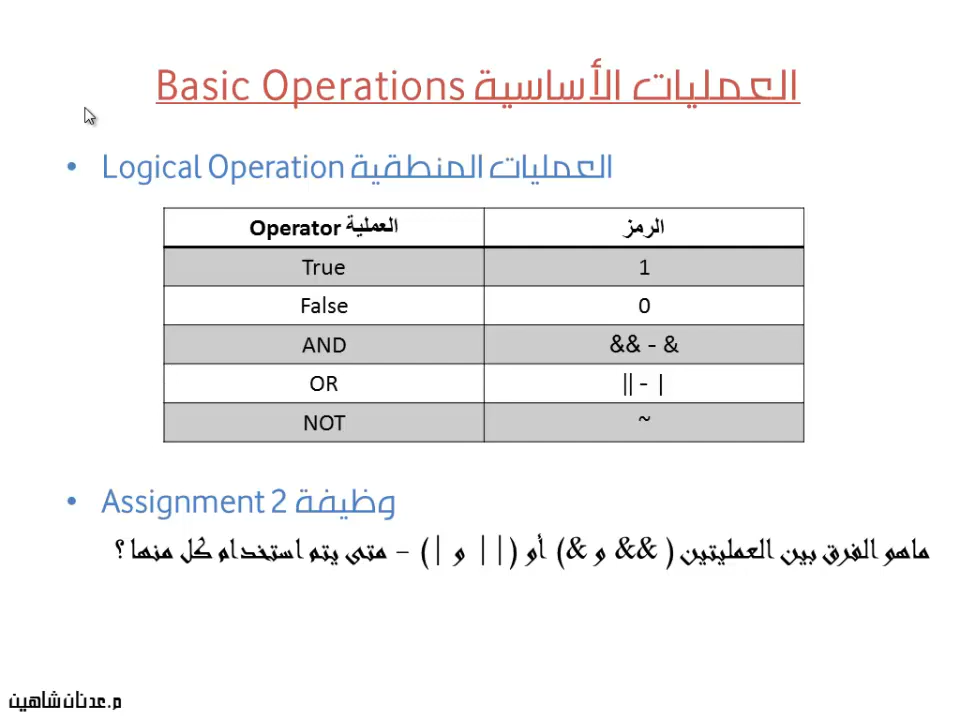 العمليات الأساسية Basic Operations
• Logical Operation العمليات المنطقية
العملية Operator الرمز
True 1
False 0
AND && - &
OR || - |
NOT ~
• Assignment 2 وظيفة
ماهو الفرق بين العمليتين ( && و &) أو (|| و |) – متى يتم استخدام كل منها ؟
م.عدنان شاهين